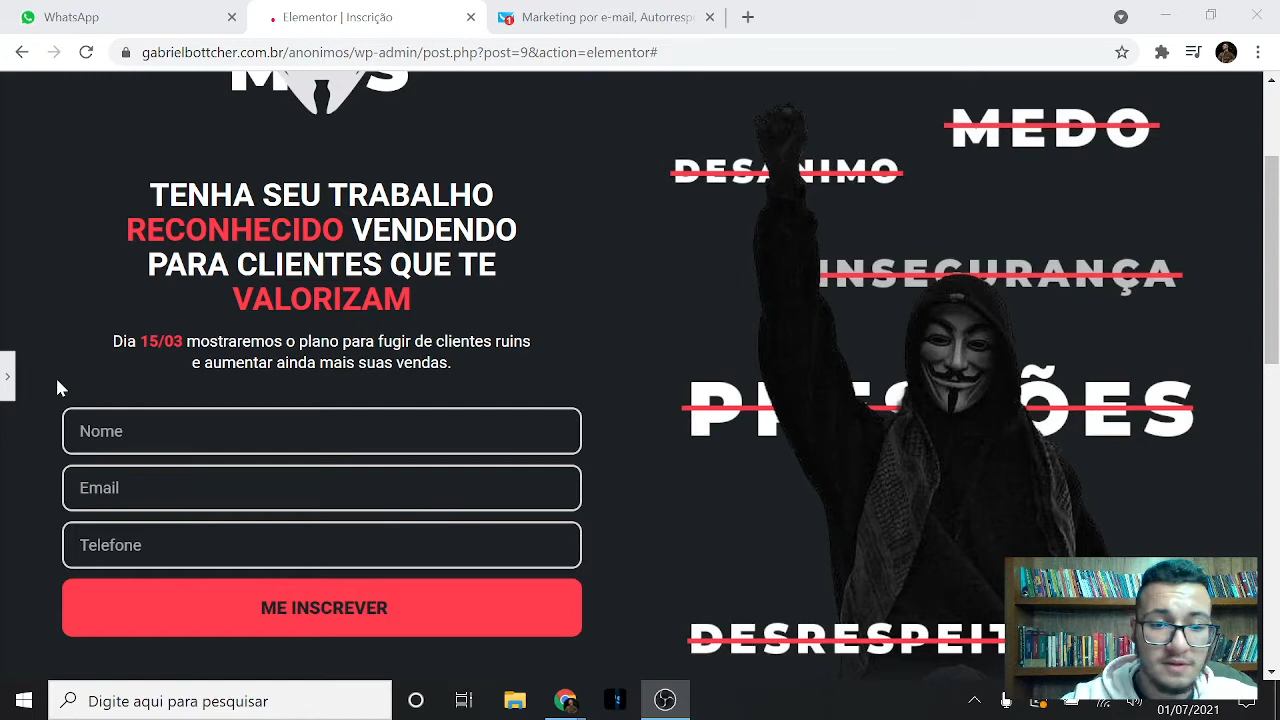 WhatsApp
Elementor | Inscrição
Marketing por e-mail, Autorresp
gabrielbottcher.com.br/anonimos/wp-admin/post.php?post=9&action=elementor#
TENHA SEU TRABALHO
RECONHECIDO VENDENDO
PARA CLIENTES QUE TE
VALORIZAM
Dia 15/03 mostraremos o plano para fugir de clientes ruins
e aumentar ainda mais suas vendas.
Nome
Email
Telefone
ME INSCREVER
MEDO
DESANIMO
INSEGURANÇA
DESRESPEIT
Digite aqui para pesquisar
01/07/2021